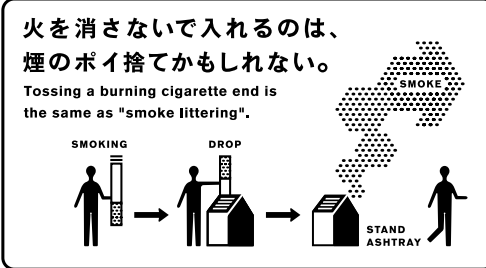 火を消さないで入れるのは、
煙のポイ捨てかもしれない。
Tossing a burning cigarette end is
the same as "smoke littering".
SMOKE
SMOKING
DROP
STAND
ASHTRAY